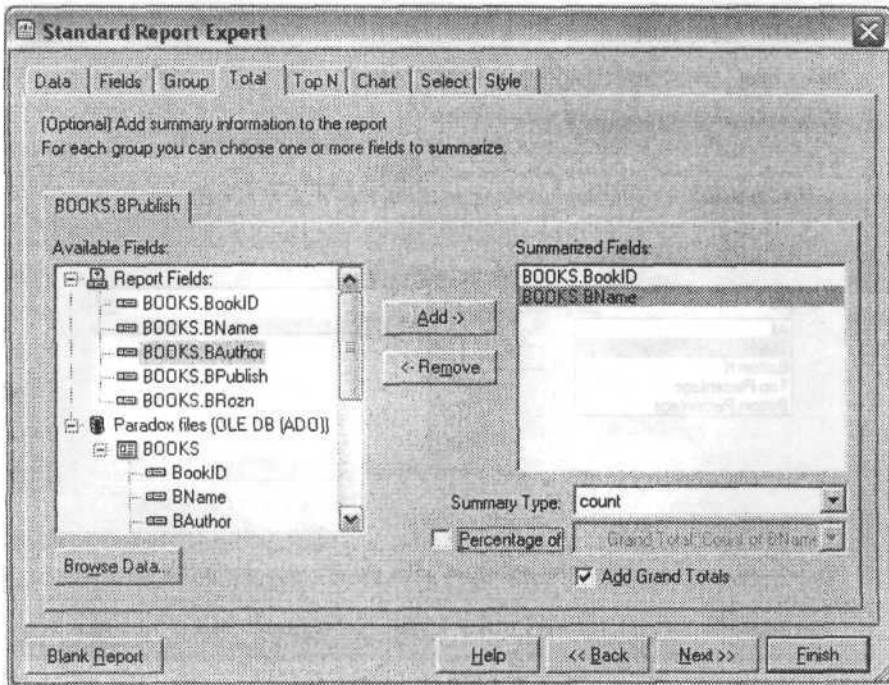 Standard Report Expert
Data Fields Group Total Top N Chart Select Style
(Optional) Add summary information to the report
For each group you can choose one or more fields to summarize.
BOOKS.BPublish
Available Fields:
Report Fields:
BOOKS.BookID
BOOKS.BName
BOOKS.BAuthor
BOOKS.BPublish
BOOKS.BRozn
Paradox files (OLE DB (ADO))
BOOKS
BookID
BName
BAuthor
Browse Data...
Add ->
<- Remove
Summarized Fields:
BOOKS.BookID
BOOKS.BName
Summary Type: count
Percentage of Grand Total: Count of BName
Add Grand Totals
Blank Report Help << Back Next >> Finish